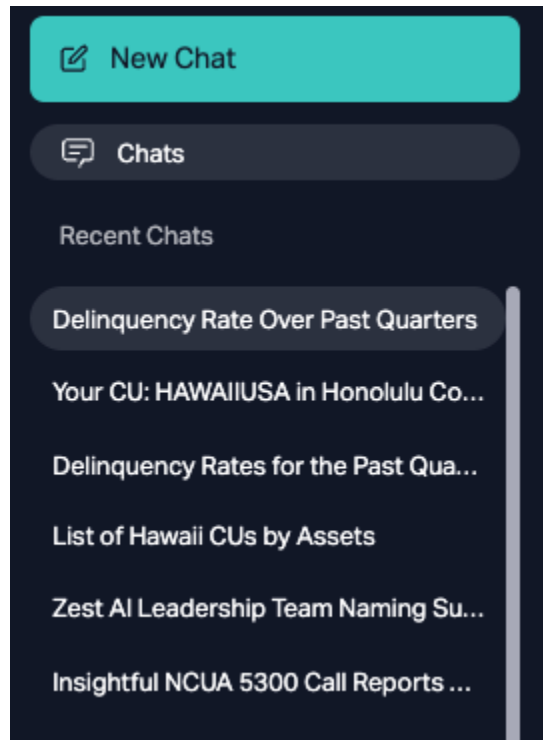 New Chat
Chats
Recent Chats
Delinquency Rate Over Past Quarters
Your CU: HAWAIIUSA in Honolulu Co...
Delinquency Rates for the Past Qua...
List of Hawaii CUs by Assets
Zest AI Leadership Team Naming Su...
Insightful NCUA 5300 Call Reports ...